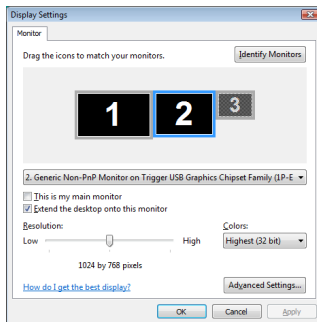 Display Settings
Monitor
Drag the icons to match your monitors.
Identify Monitors
1
2
3
2. Generic Non-PnP Monitor on Trigger USB Graphics Chipset Family (1P-E
This is my main monitor
Extend the desktop onto this monitor
Resolution:
Colors:
Low
High
Highest (32 bit)
1024 by 768 pixels
How do I get the best display?
Advanced Settings...
OK
Cancel
Apply